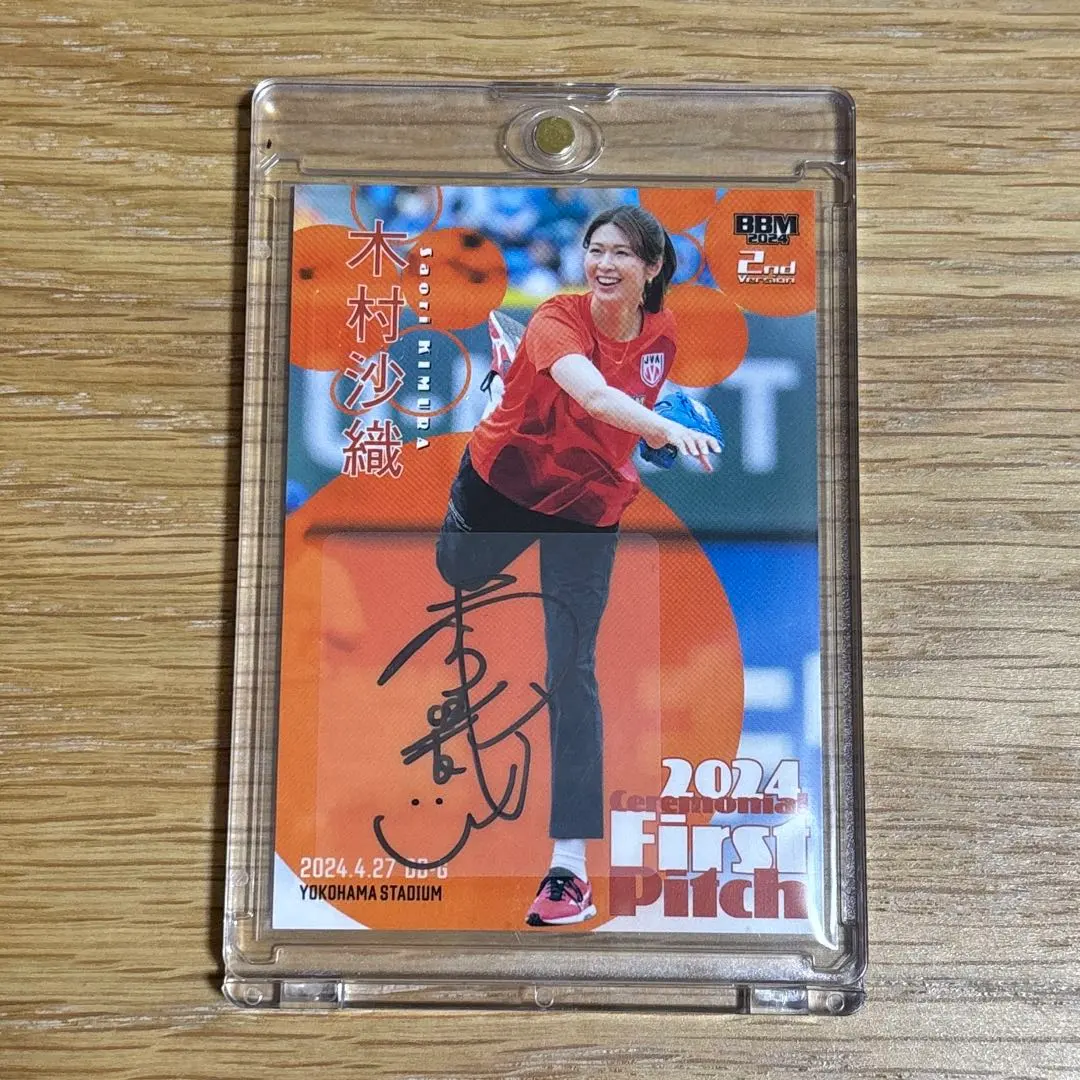 木村沙織
Saori KIMURA
BBM
2024
2nd
Version
JVA
2024
Ceremonial
First
Pitch
2024.4.27 DB-G
YOKOHAMA STADIUM